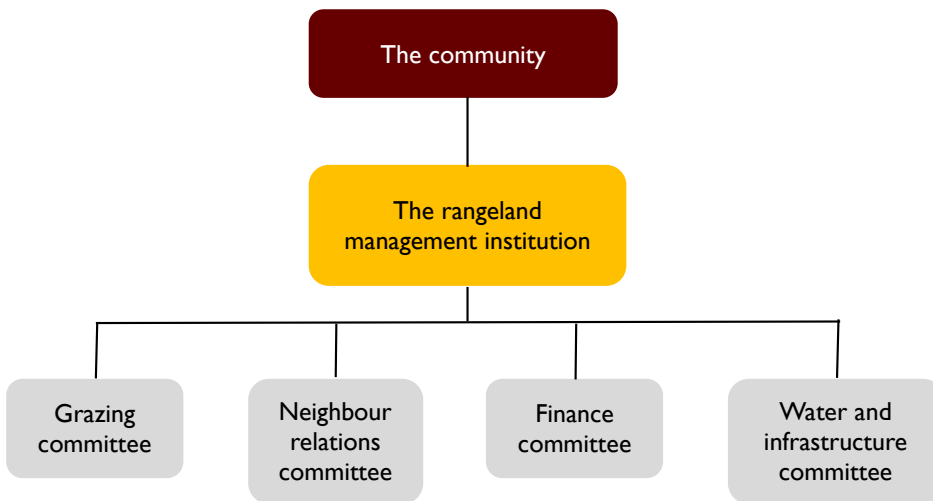 The community
The rangeland
management institution
Grazing
committee
Neighbour
relations
committee
Finance
committee
Water and
infrastructure
committee